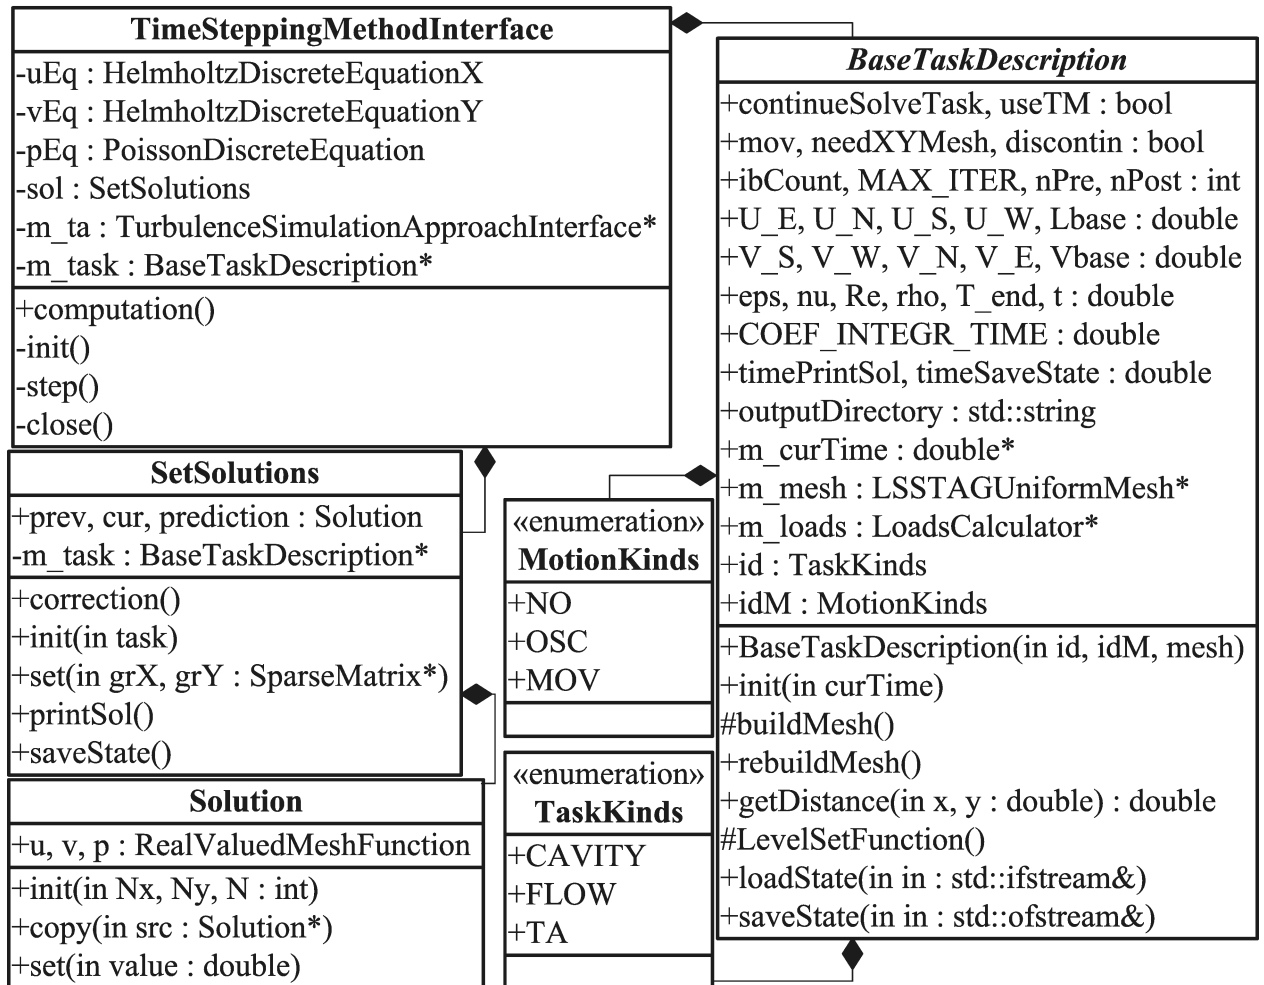 TimeSteppingMethodInterface
-uEq : HelmholtzDiscreteEquationX
-vEq : HelmholtzDiscreteEquationY
-pEq : PoissonDiscreteEquation
-sol : SetSolutions
-m_ta : TurbulenceSimulationApproachInterface*
-m_task : BaseTaskDescription*
+computation()
-init()
-step()
-close()
SetSolutions
+prev, cur, prediction : Solution
-m_task : BaseTaskDescription*
+correction()
+init(in task)
+set(in grX, grY : SparseMatrix*)
+printSol()
+saveState()
Solution
+u, v, p : RealValuedMeshFunction
+init(in Nx, Ny, N : int)
+copy(in src : Solution*)
+set(in value : double)
«enumeration»
MotionKinds
+NO
+OSC
+MOV
«enumeration»
TaskKinds
+CAVITY
+FLOW
+TA
BaseTaskDescription
+continueSolveTask, useTM : bool
+mov, needXYMesh, discontin : bool
+ibCount, MAX_ITER, nPre, nPost : int
+U_E, U_N, U_S, U_W, Lbase : double
+V_S, V_W, V_N, V_E, Vbase : double
+eps, nu, Re, rho, T_end, t : double
+COEF_INTEGR_TIME : double
+timePrintSol, timeSaveState : double
+outputDirectory : std::string
+m_curTime : double*
+m_mesh : LSSTAGUniformMesh*
+m_loads : LoadsCalculator*
+id : TaskKinds
+idM : MotionKinds
+BaseTaskDescription(in id, idM, mesh)
+init(in curTime)
#buildMesh()
+rebuildMesh()
+getDistance(in x, y : double) : double
#LevelSetFunction()
+loadState(in in : std::ifstream&)
+saveState(in in : std::ofstream&)